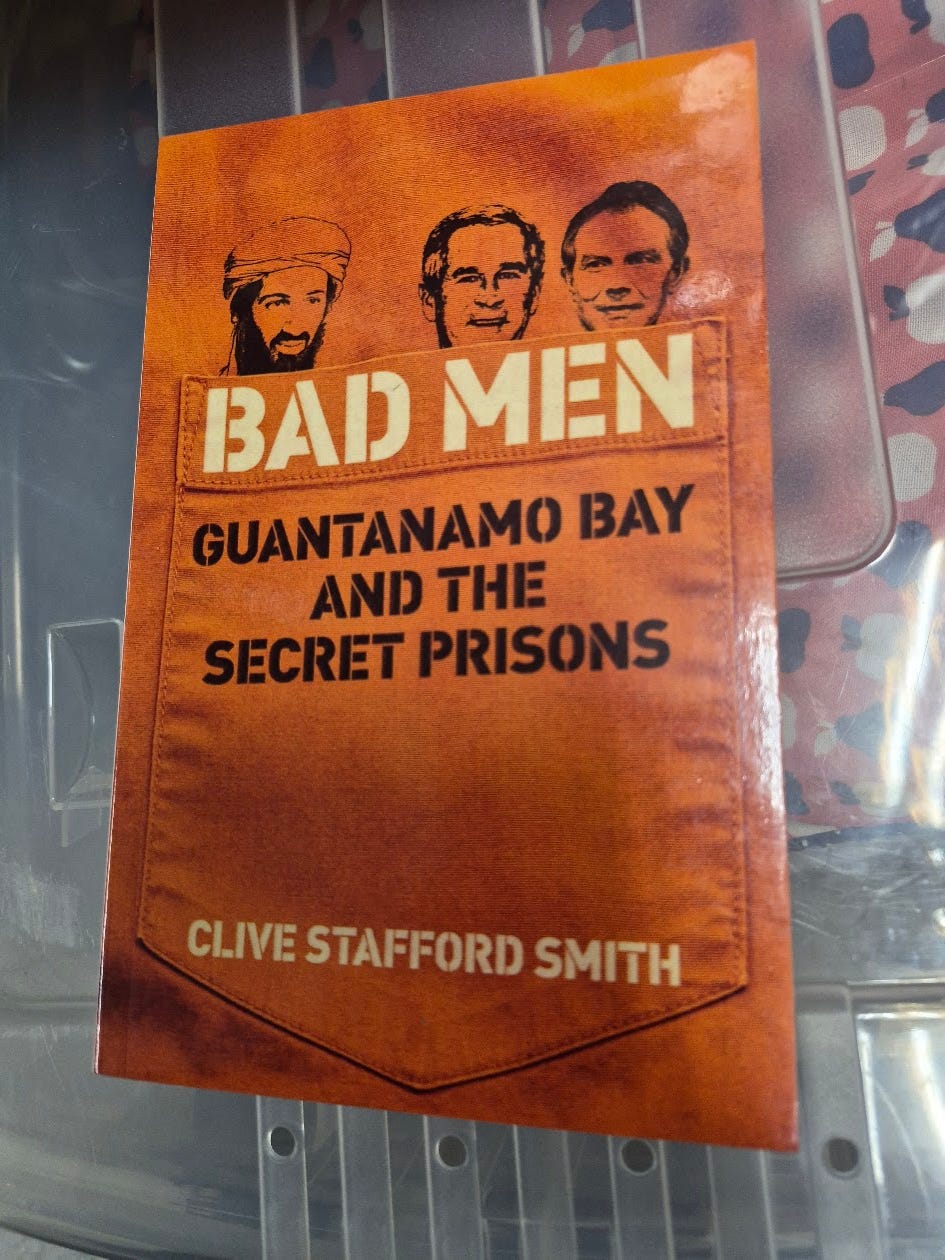 BAD MEN
GUANTANAMO BAY
AND THE
SECRET PRISONS
CLIVE STAFFORD SMITH